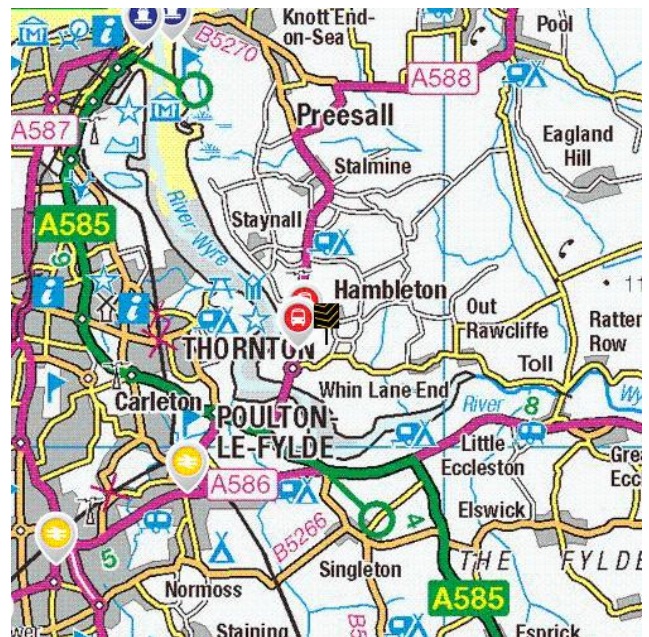 Knott End-
on-Sea
Pool
B5270
A588
A587
Preesall
Eagland
Hill
Stalmine
River Wyre
Staynall
A585
9
Hambleton
Out
Rawcliffe
THORNTON
Toll
Row
Whin Lane End
Carleton
POULTON-
LE-FYLDE
River
8
Little
Eccleston
A586
Elswick
B5266
4
5
THE FYLDE
Singleton
Normoss
A585
Staining
Esprick